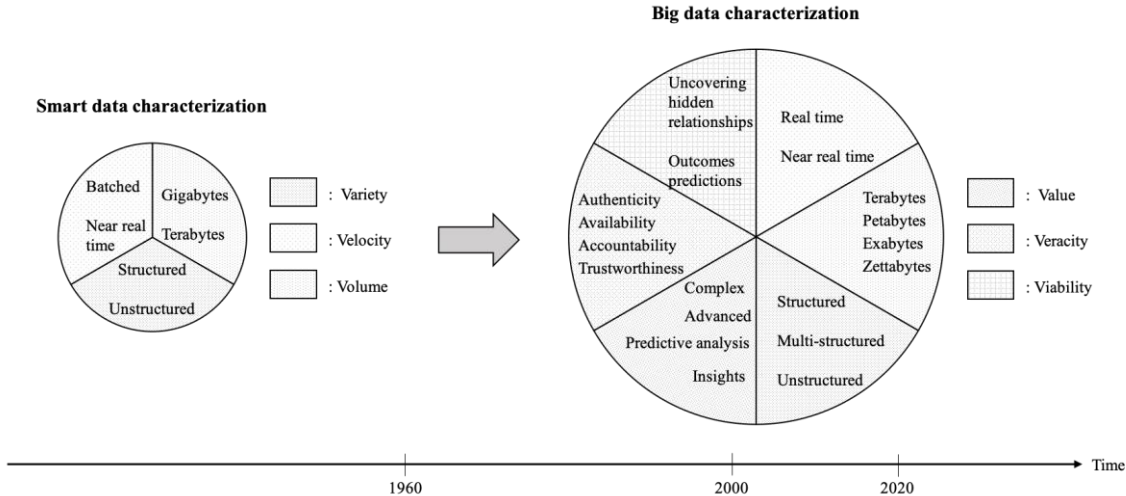 Big data characterization
Smart data characterization
Batched
Near real
time
Gigabytes
Terabytes
Structured
Unstructured
: Variety
: Velocity
: Volume
Uncovering
hidden
relationships
Outcomes
predictions
Real time
Near real time
Authenticity
Availability
Accountability
Trustworthiness
Terabytes
Petabytes
Exabytes
Zettabytes
Complex
Advanced
Predictive analysis
Insights
Structured
Multi-structured
Unstructured
: Value
: Veracity
: Viability
Time
1960
2000
2020